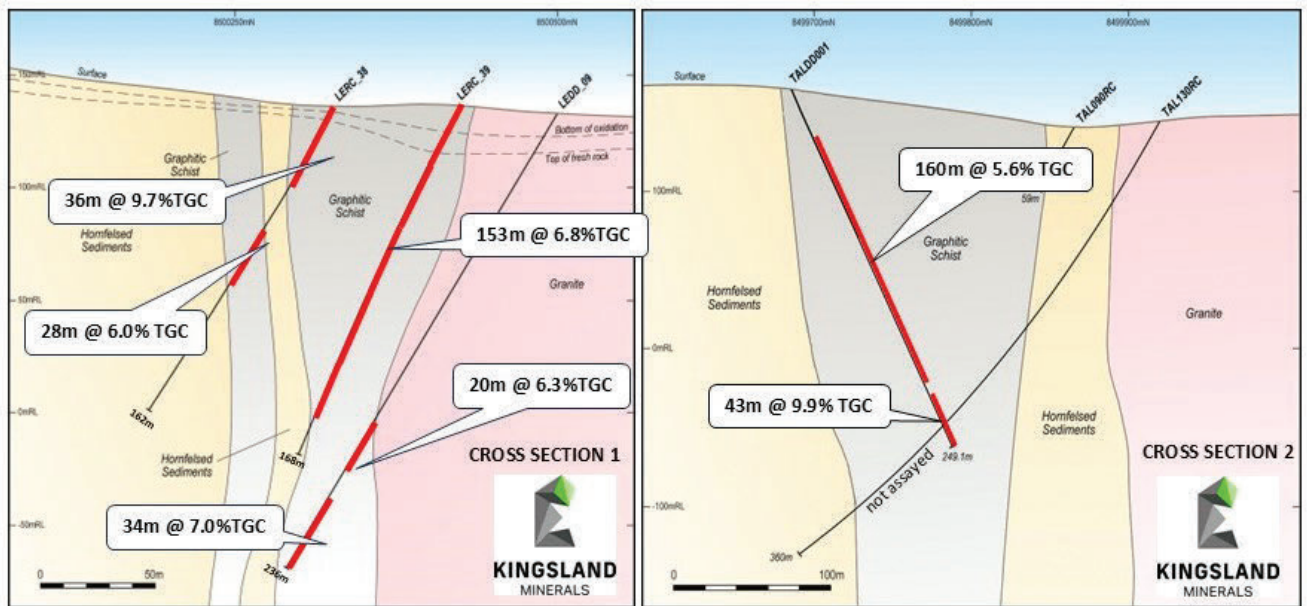 8500250mN
8500500mN
Surface
150mRL
LERC_38
LERC_39
LEDD_09
Bottom of oxidation
Top of fresh rock
Graphitic
Schist
100mRL
36m @ 9.7%TGC
Graphitic
Schist
Hornfelsed
Sediments
153m @ 6.8%TGC
Granite
50mRL
28m @ 6.0% TGC
20m @ 6.3%TGC
162m
0mRL
Hornfelsed
Sediments
168m
CROSS SECTION 1
34m @ 7.0%TGC
-50mRL
236m
0
50m
KINGSLAND
MINERALS
8499700mN
8499800mN
8499900mN
Surface
TALDD001
TAL090RC
TAL130RC
160m @ 5.6% TGC
100mRL
59m
Graphitic
Schist
Hornfelsed
Sediments
Granite
0mRL
43m @ 9.9% TGC
Hornfelsed
Sediments
249.1m
CROSS SECTION 2
not assayed
-100mRL
360m
0
100m
KINGSLAND
MINERALS